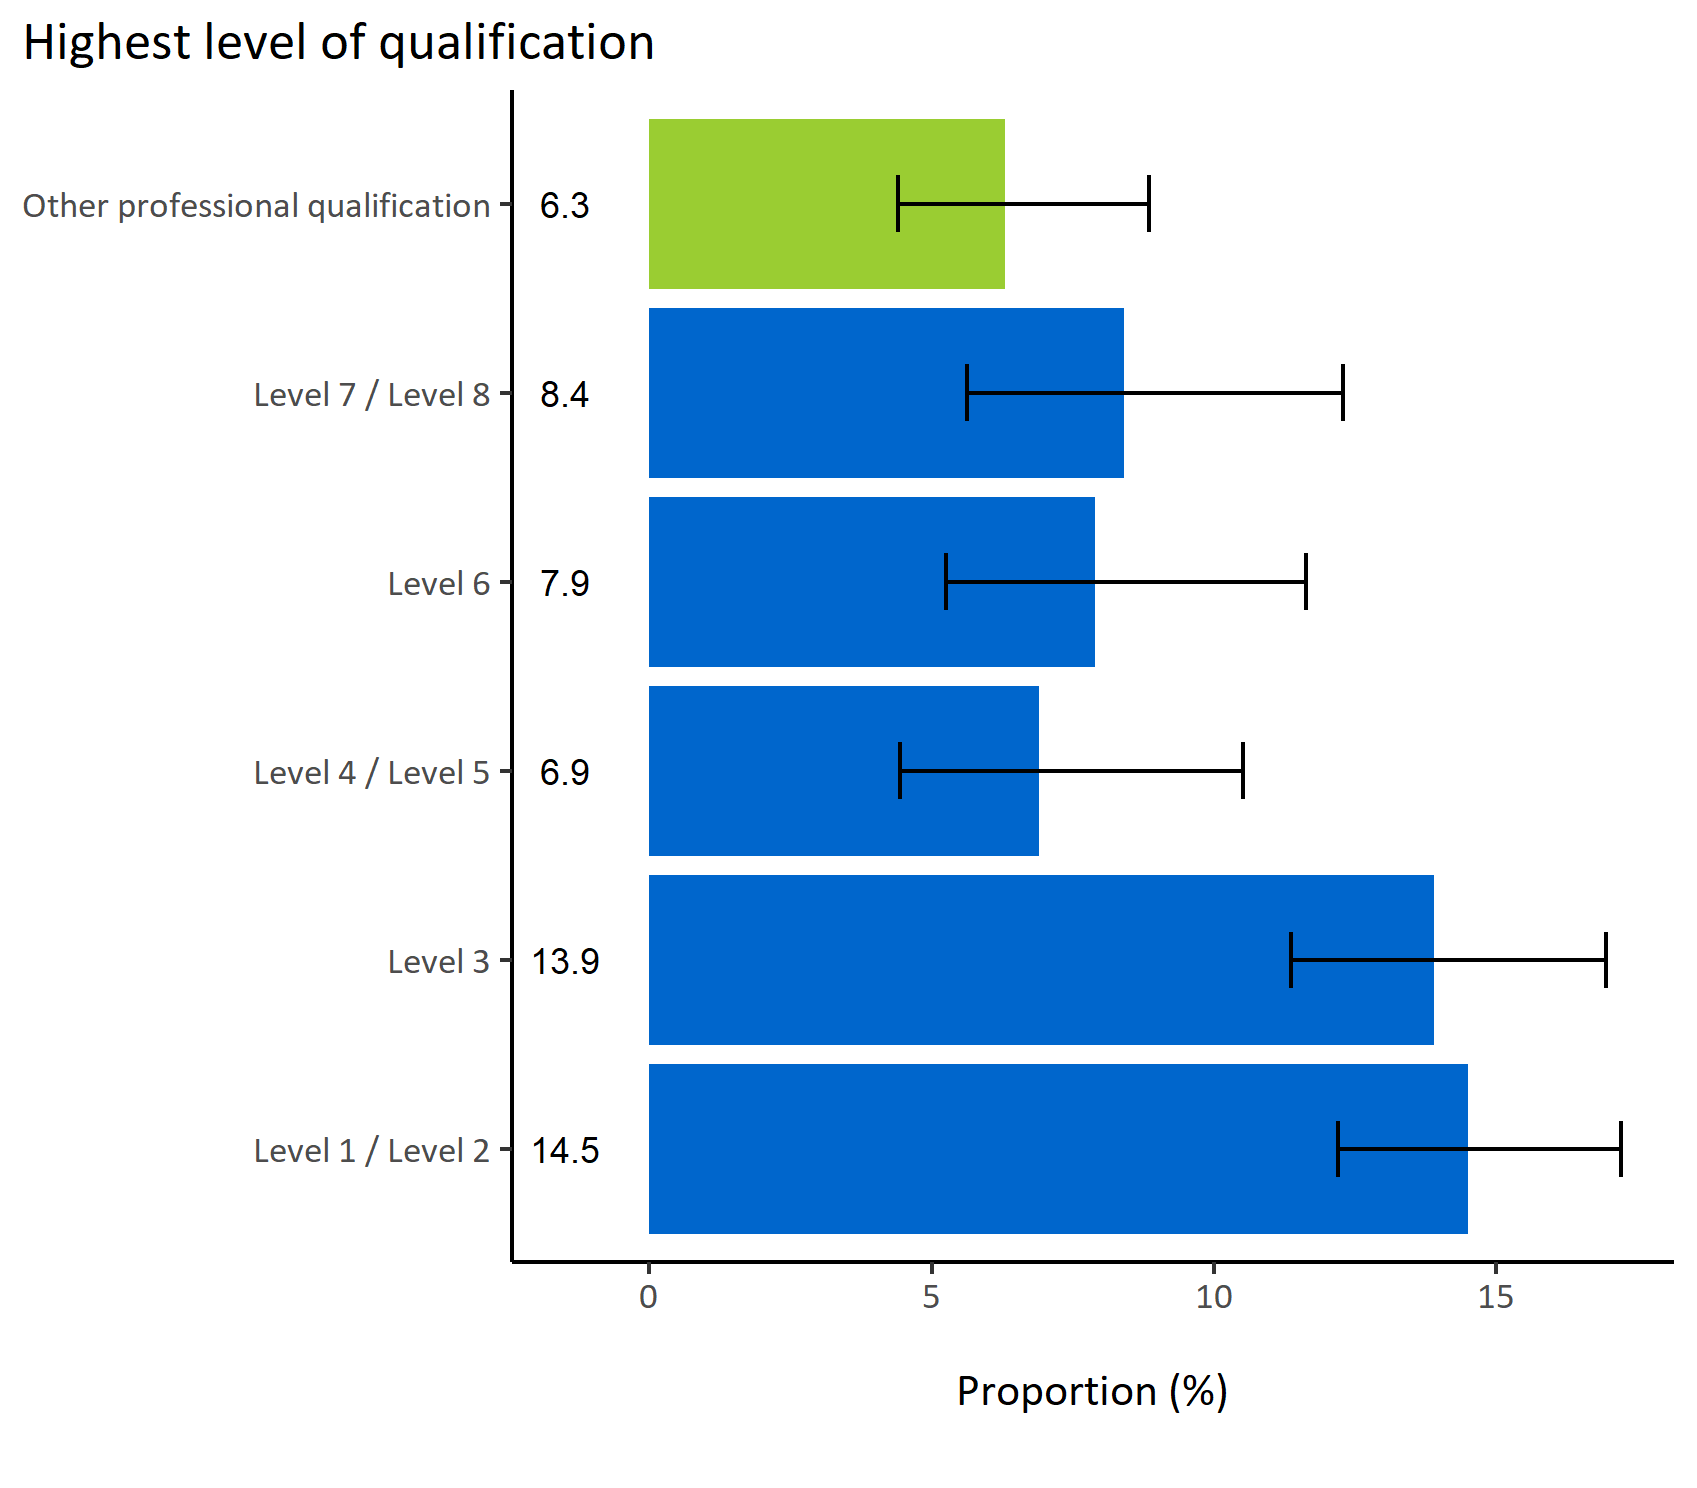 Highest level of qualification
Other professional qualification 6.3
Level 7 / Level 8 8.4
Level 6 7.9
Level 4 / Level 5 6.9
Level 3 13.9
Level 1 / Level 2 14.5
0 5 10 15
Proportion (%)